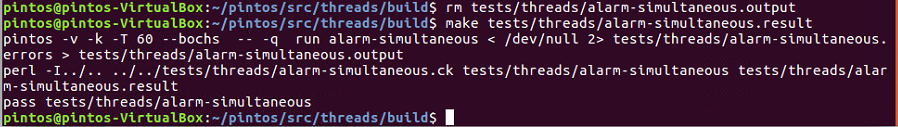 pintos@pintos-VirtualBox:~/pintos/src/threads/build$ rm tests/threads/alarm-simultaneous.output
pintos@pintos-VirtualBox:~/pintos/src/threads/build$ make tests/threads/alarm-simultaneous.result
pintos -v -k -T 60 --bochs  -- -q  run alarm-simultaneous < /dev/null 2> tests/threads/alarm-simultaneous.
errors > tests/threads/alarm-simultaneous.output
perl -I../.. ../../tests/threads/alarm-simultaneous.ck tests/threads/alarm-simultaneous tests/threads/alar
m-simultaneous.result
pass tests/threads/alarm-simultaneous
pintos@pintos-VirtualBox:~/pintos/src/threads/build$